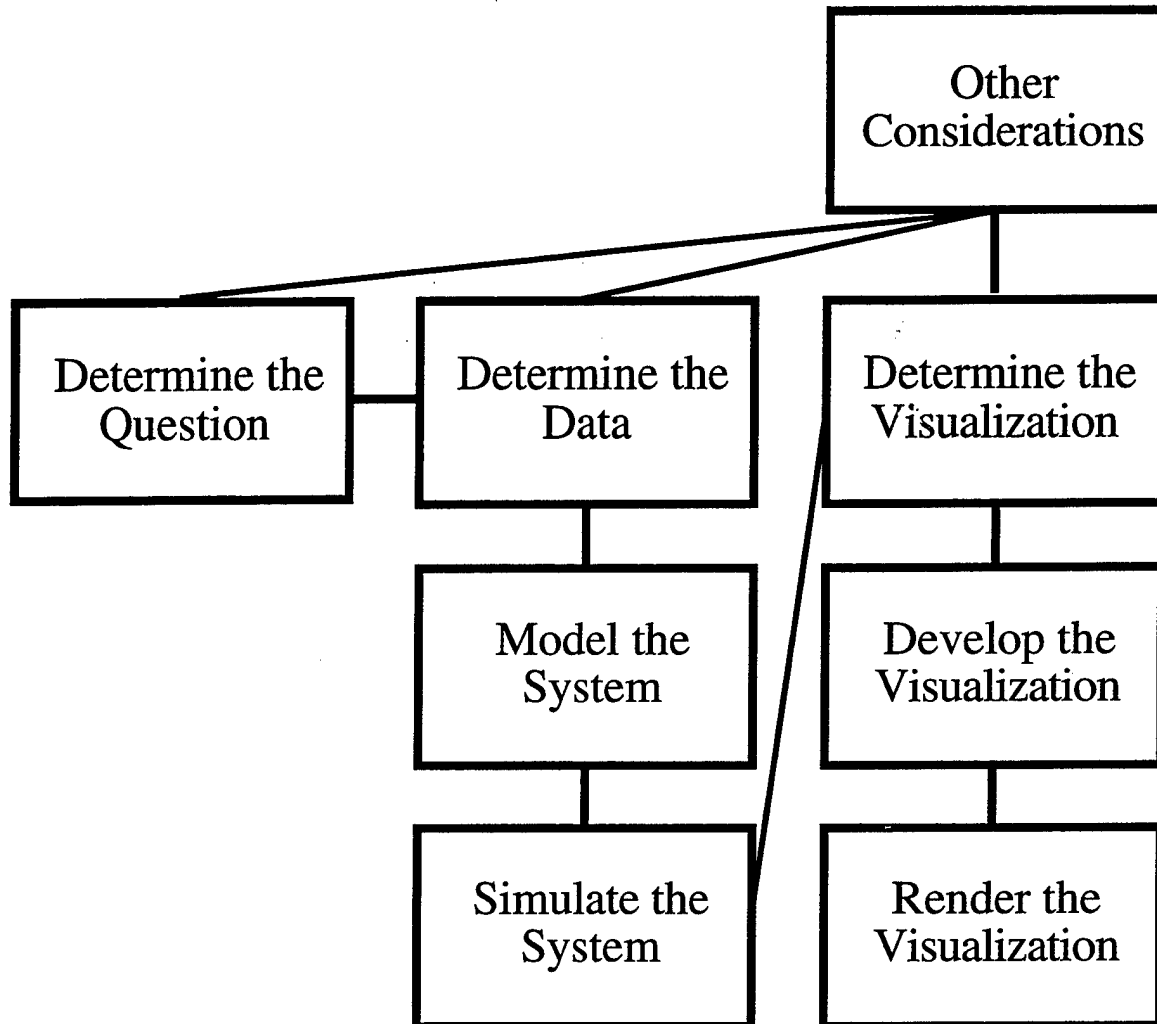 Other
Considerations
Determine the
Question
Determine the
Data
Determine the
Visualization
Model the
System
Develop the
Visualization
Simulate the
System
Render the
Visualization